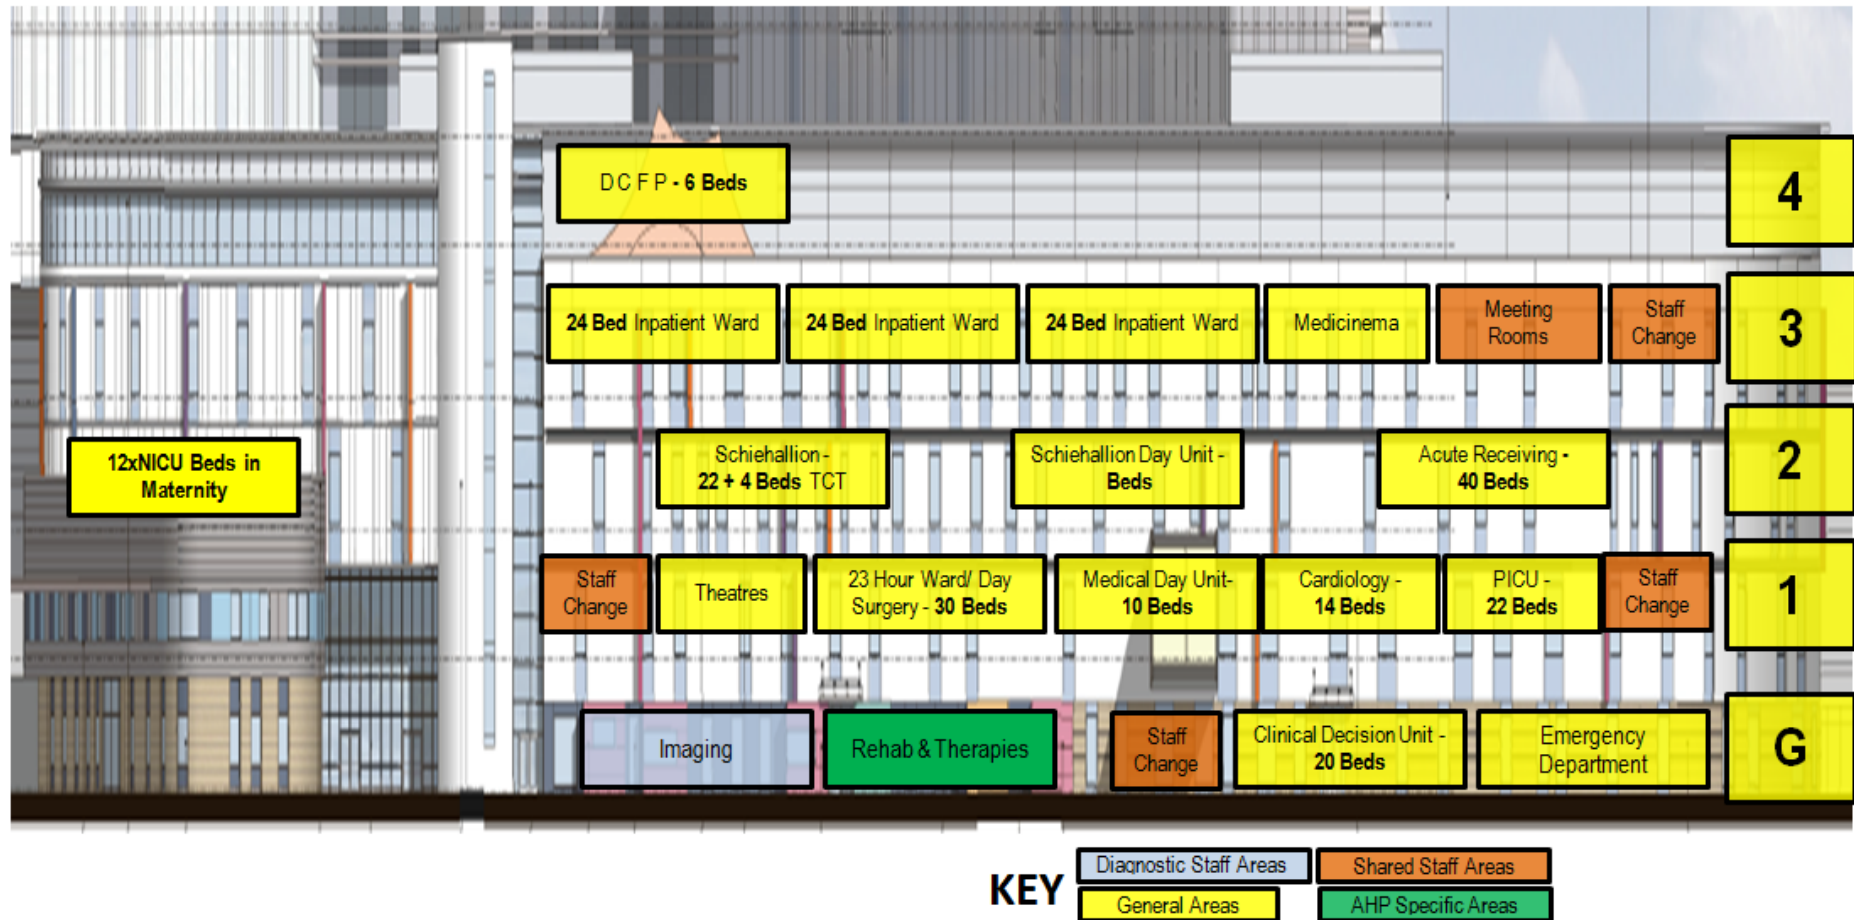 DCFP - 6 Beds
4
24 Bed Inpatient Ward
24 Bed Inpatient Ward
24 Bed Inpatient Ward
Medicinema
Meeting
Rooms
Staff
Change
3
12xNICU Beds in
Maternity
Schiehallion -
22 + 4 Beds TCT
Schiehallion Day Unit -
Beds
Acute Receiving -
40 Beds
2
Staff
Change
Theatres
23 Hour Ward/ Day
Surgery - 30 Beds
Medical Day Unit-
10 Beds
Cardiology -
14 Beds
PICU -
22 Beds
Staff
Change
1
Imaging
Rehab & Therapies
Staff
Change
Clinical Decision Unit -
20 Beds
Emergency
Department
G
KEY
Diagnostic Staff Areas
Shared Staff Areas
General Areas
AHP Specific Areas